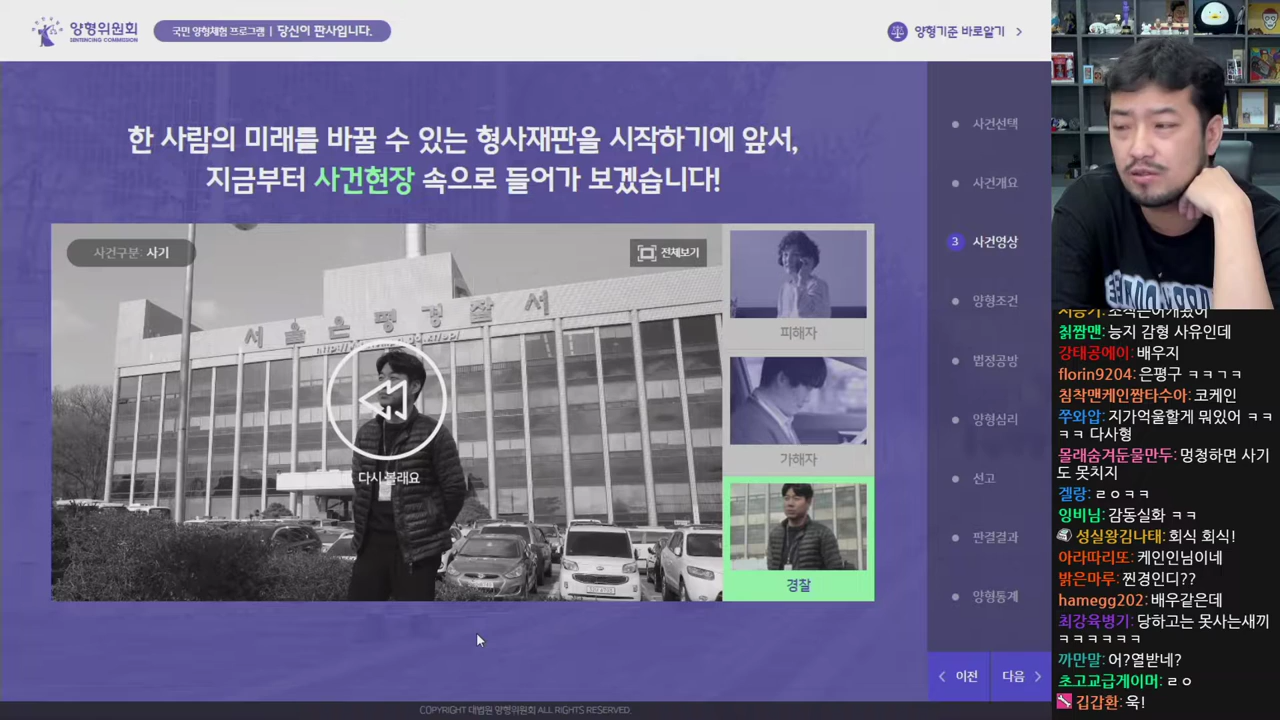 양형위원회
SENTENCING COMMISSION
국민 양형체험 프로그램 | 당신이 판사입니다.
양형기준 바로알기
한 사람의 미래를 바꿀 수 있는 형사재판을 시작하기에 앞서,
지금부터 사건현장 속으로 들어가 보겠습니다!
사건구분: 사기
전체보기
서울은평경찰서
다시 볼래요
피해자
가해자
경찰
사건선택
사건개요
3 사건영상
양형조건
법정공방
양형심리
선고
판결결과
양형통계
이전
다음
COPYRIGHT 대법원 양형위원회 ALL RIGHTS RESERVED.
칡짬맨: 능지 감형 사유인데
강태공에이: 배우지
florin9204: 은평구 ㅋㅋㄱㅋ
침착맨케인짬타수아: 코케인
쭈와압: 지가억울할게 뭐있어 ㅋㅋ
ㅋㅋ 다사형
몰래숨겨둔물만두: 멍청하면 사기
도 못치지
겔랑: ㄹㅇㅋㅋ
잉비님: 감동실화 ㅋㅋ
성실왕김나태: 회식 회식!
아라따리또: 케인인님이네
밝은마루: 찐경인디??
hamegg202: 배우같은데
최강육병기: 당하고는 못사는새끼
ㅋㅋㅋㅋㅋㅋ
까만말: 어?열받네?
초고교급게이머: ㄹㅇ
김갑환: 욱!